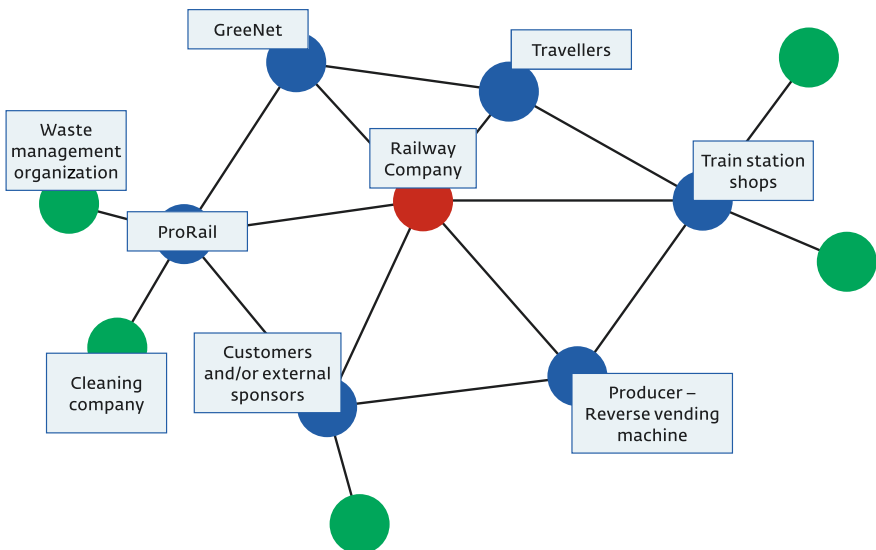 GreeNet
Travellers
Waste
management
organization
Railway
Company
Train station
shops
ProRail
Customers
and/or external
sponsors
Cleaning
company
Producer –
Reverse vending
machine